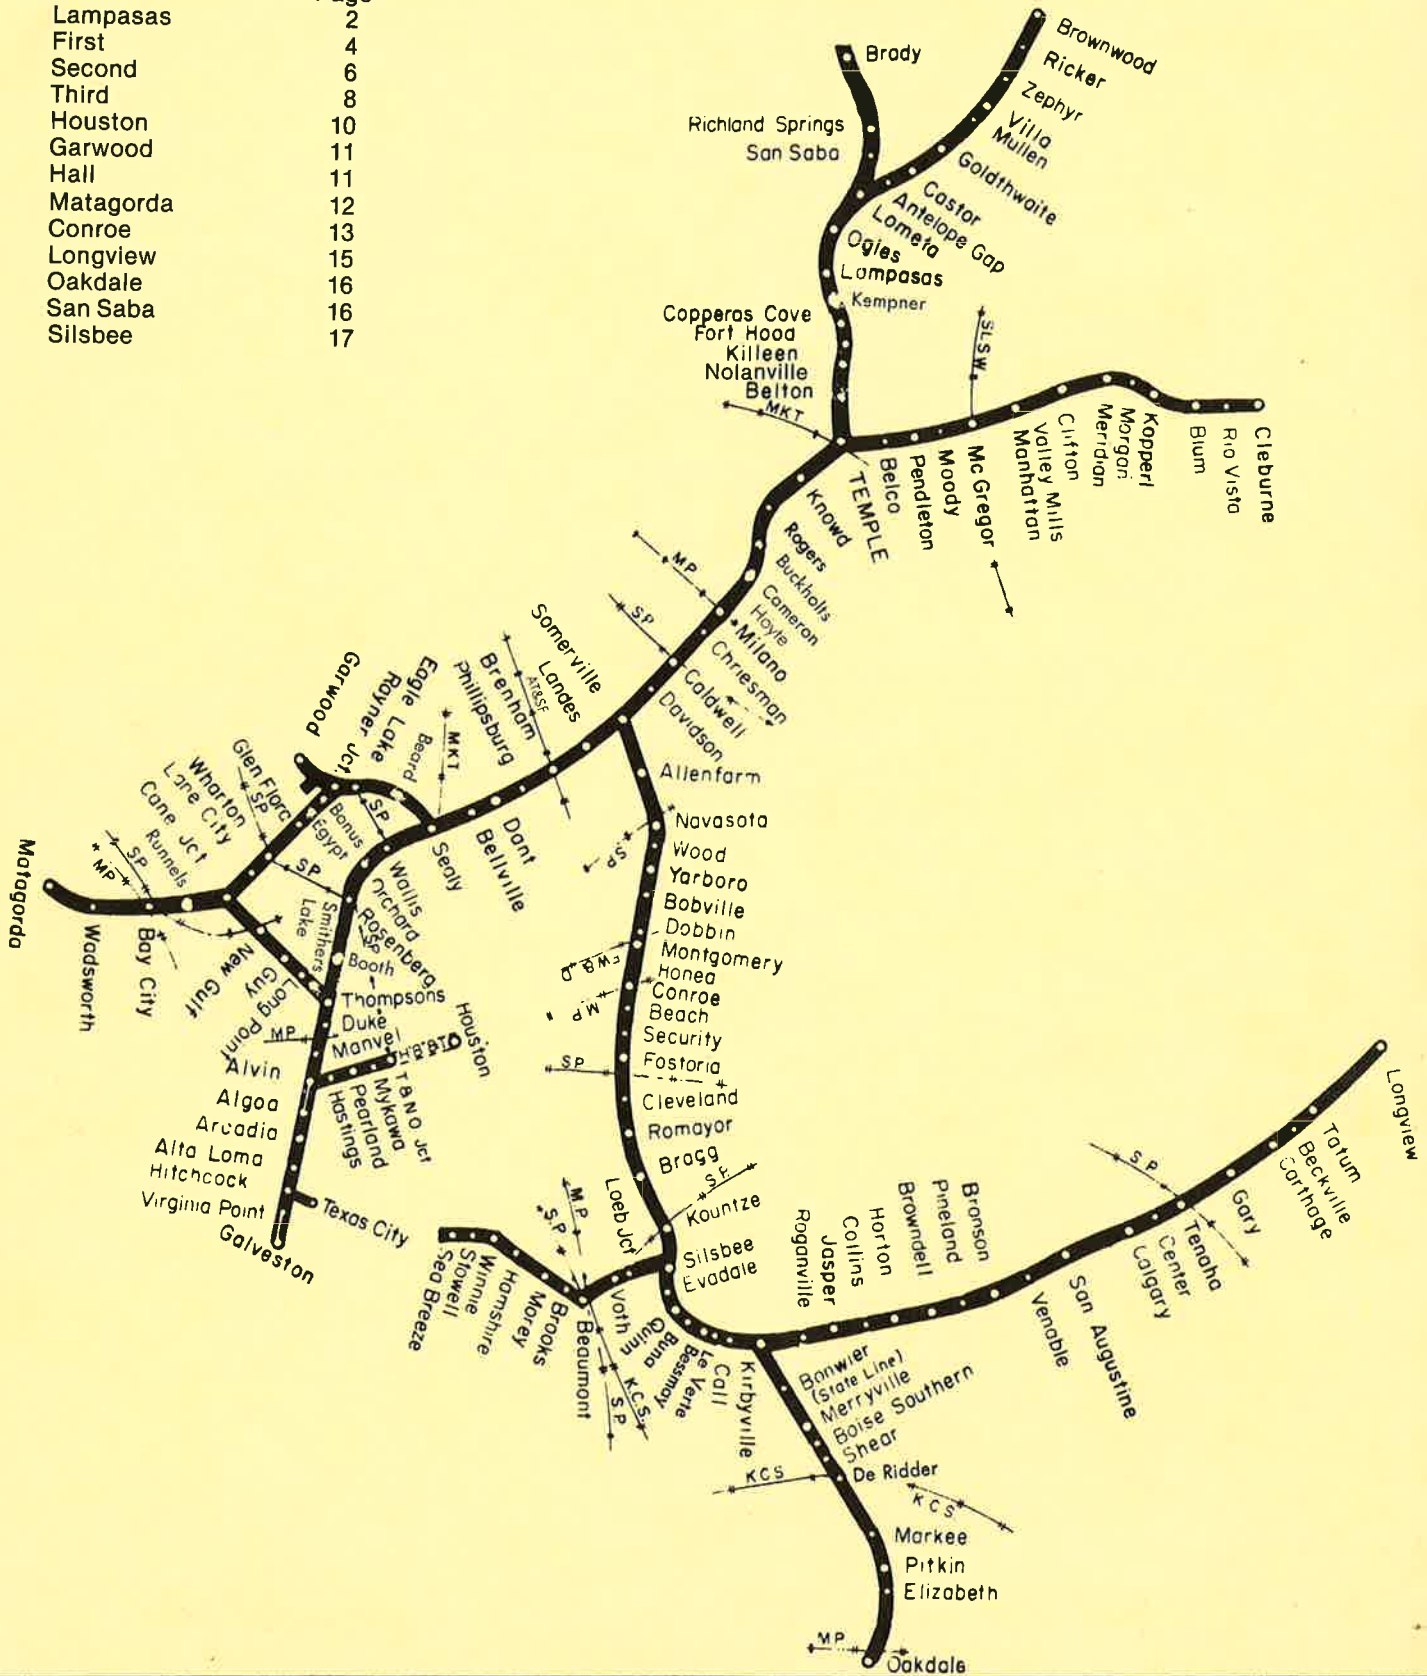 Page
Lampasas 2
First 4
Second 6
Third 8
Houston 10
Garwood 11
Hall 11
Matagorda 12
Conroe 13
Longview 15
Oakdale 16
San Saba 16
Silsbee 17
Brownwood
Ricker
Zephyr
Villa
Mullen
Goldthwaite
Castor
Antelope Gap
Lometa
Brady
Richland Springs
San Saba
Ogles
Lampasas
Kempner
Copperas Cove
Fort Hood
Killeen
Nolanville
Belton
MKT
SLSW.
TEMPLE
Belco
Pendleton
Moody
Mc Gregor
Manhattan
Valley Mills
Clifton
Meridian
Morgan
Kopperl
Blum
Rio Vista
Cleburne
Knowd
Rogers
Buckholts
Cameron
Hoyte
Milano
Chriesman
Caldwell
Davidson
MP
SP
Somerville
Landes
AT&SF
Brenham
Phillipsburg
MKT
Beard
Eagle Lake
Rayner Jct.
Garwood
Dant
Bellville
Sealy
Glen Flora
SP
Wharton
Lane City
Cane Jct
Runnels
SP
MP
Bonus
Egypt
SP
SP
Matagorda
Wadsworth
Bay City
New Gulf
Guy
Long Point
Wallis
Orchard
Rosenberg
SP
Smithers
Lake
Booth
Thompsons
Duke
Manvel
MP
Houston
H.B.&T.
T&NO Jct
Mykawa
Pearland
Hastings
Alvin
Algoa
Arcadia
Alta Loma
Hitchcock
Virginia Point
Galveston
Texas City
Allenfarm
Navasota
S.P.
Wood
Yarboro
Bobville
Dobbin
Montgomery
Honea
Conroe
Beach
Security
Fostoria
Cleveland
Romayor
Bragg
Kountze
Silsbee
Evadale
F.W.&D
MP
SP
S.P.
Loeb Jct
M.P.
S.P.
Sea Breeze
Stowell
Winnie
Hamshire
Morey
Brooks
Beaumont
Voth
Quinn
Buna
Bessmay
Le Verte
Call
Kirbyville
K.C.S.
S.P.
Roganville
Jasper
Collins
Horton
Browndell
Pineland
Bronson
Venable
San Augustine
Calgary
Center
Tenaha
S.P.
Gary
Carthage
Beckville
Tatum
Longview
Bonwier
(State Line)
Merryville
Boise Southern
Shear
De Ridder
KCS
KCS.
Markee
Pitkin
Elizabeth
MP
Oakdale